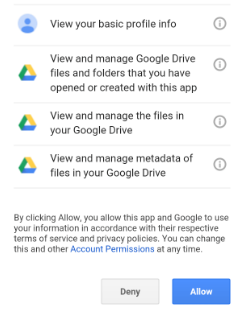 View your basic profile info
View and manage Google Drive
files and folders that you have
opened or created with this app
View and manage the files in
your Google Drive
View and manage metadata of
files in your Google Drive
By clicking Allow, you allow this app and Google to use
your information in accordance with their respective
terms of service and privacy policies. You can change
this and other Account Permissions at any time.
Deny
Allow